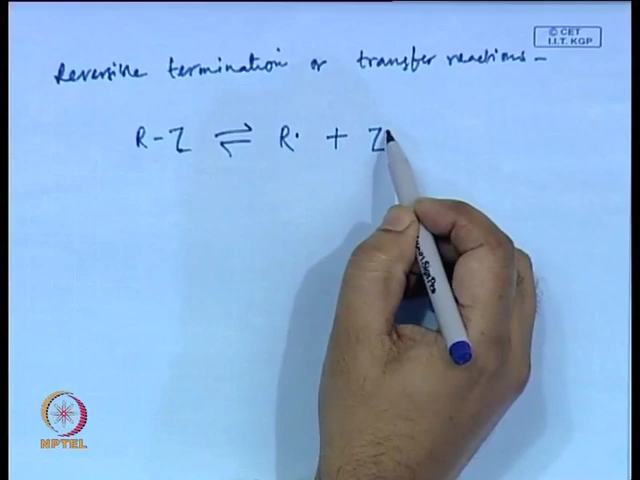 © CET
I.I.T. KGP
Reversible termination or transfer reactions -
R-Z ⇌ R· + Z
NPTEL